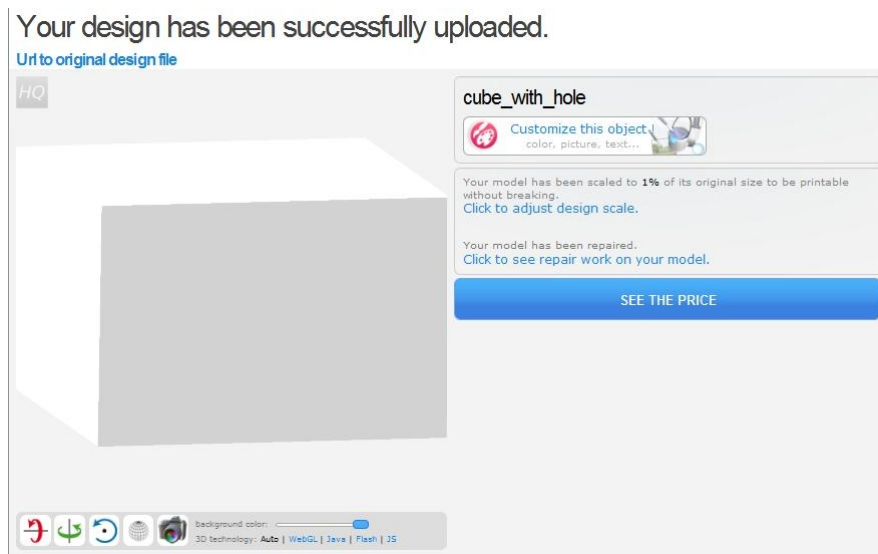 Your design has been successfully uploaded.
Url to original design file
HQ
cube_with_hole
Customize this object
color, picture, text...
Your model has been scaled to 1% of its original size to be printable
without breaking.
Click to adjust design scale.
Your model has been repaired.
Click to see repair work on your model.
SEE THE PRICE
background color:
3D technology: Auto | WebGL | Java | Flash | JS